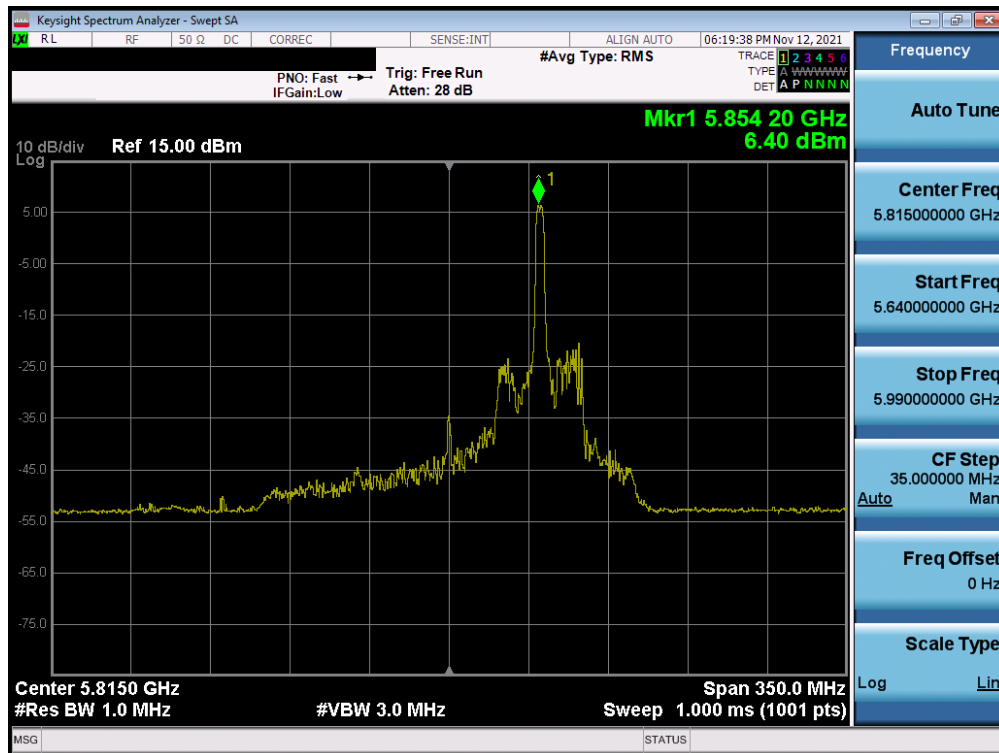 Keysight Spectrum Analyzer - Swept SA
LXI RL RF 50 Ω DC CORREC SENSE:INT ALIGN AUTO 06:19:38 PM Nov 12, 2021
Frequency
#Avg Type: RMS TRACE 1 2 3 4 5 6
PNO: Fast Trig: Free Run TYPE A WWWWW
IFGain:Low Atten: 28 dB DET A P N N N N
Auto Tune
Mkr1 5.854 20 GHz
6.40 dBm
10 dB/div Ref 15.00 dBm
Log
1
5.00
-5.00
-15.0
-25.0
-35.0
-45.0
-55.0
-65.0
-75.0
Center Freq
5.815000000 GHz
Start Freq
5.640000000 GHz
Stop Freq
5.990000000 GHz
CF Step
35.000000 MHz
Auto Man
Freq Offset
0 Hz
Scale Type
Log Lin
Center 5.8150 GHz Span 350.0 MHz
#Res BW 1.0 MHz #VBW 3.0 MHz Sweep 1.000 ms (1001 pts)
MSG STATUS